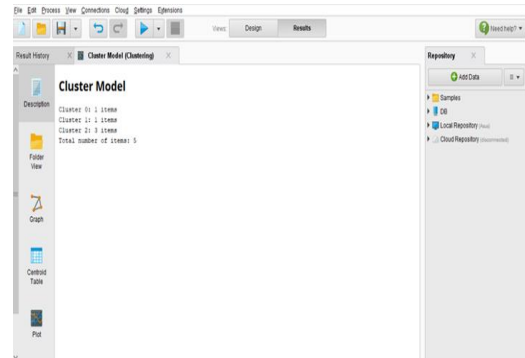 File Edit Process View Connections Cloud Settings Extensions
Views: Design Results
Need help?
Result History
Cluster Model (Clustering)
Repository
Add Data
Description
Cluster Model
Cluster 0: 1 items
Cluster 1: 1 items
Cluster 2: 3 items
Total number of items: 5
Samples
DB
Local Repository
Cloud Repository (disconnected)
Folder
View
Graph
Centroid
Table
Plot